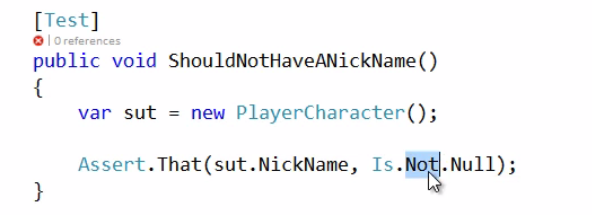 [Test]
| 0 references
public void ShouldNotHaveANickName()
{
var sut = new PlayerCharacter();
Assert.That(sut.NickName, Is.Not.Null);
}